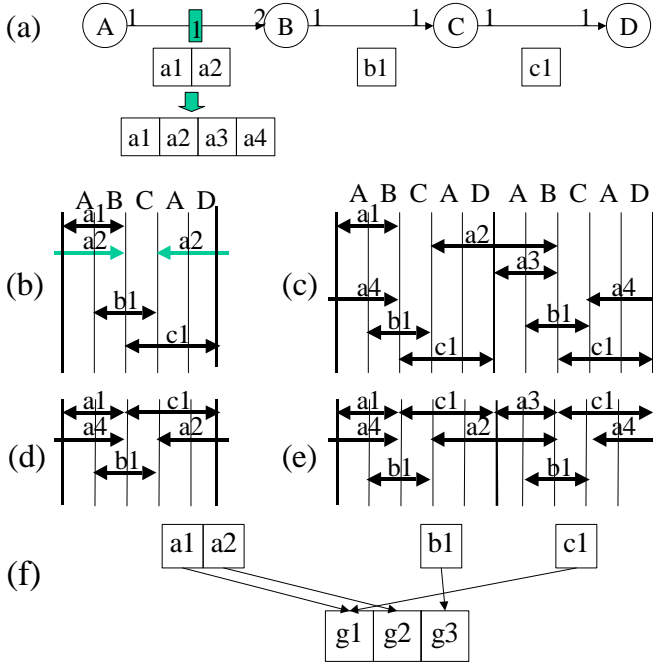 (a) A 1 1 2 B 1 1 C 1 1 D
a1 a2 b1 c1
a1 a2 a3 a4
(b) A B C A D
a1
a2 a2
b1
c1
(c) A B C A D A B C A D
a1
a2
a3
a4 a4
b1 b1
c1 c1
(d) a1 c1
a4 a2
b1
(e) a1 c1 a3 c1
a4 a2 a4
b1 b1
(f) a1 a2 b1 c1
g1 g2 g3